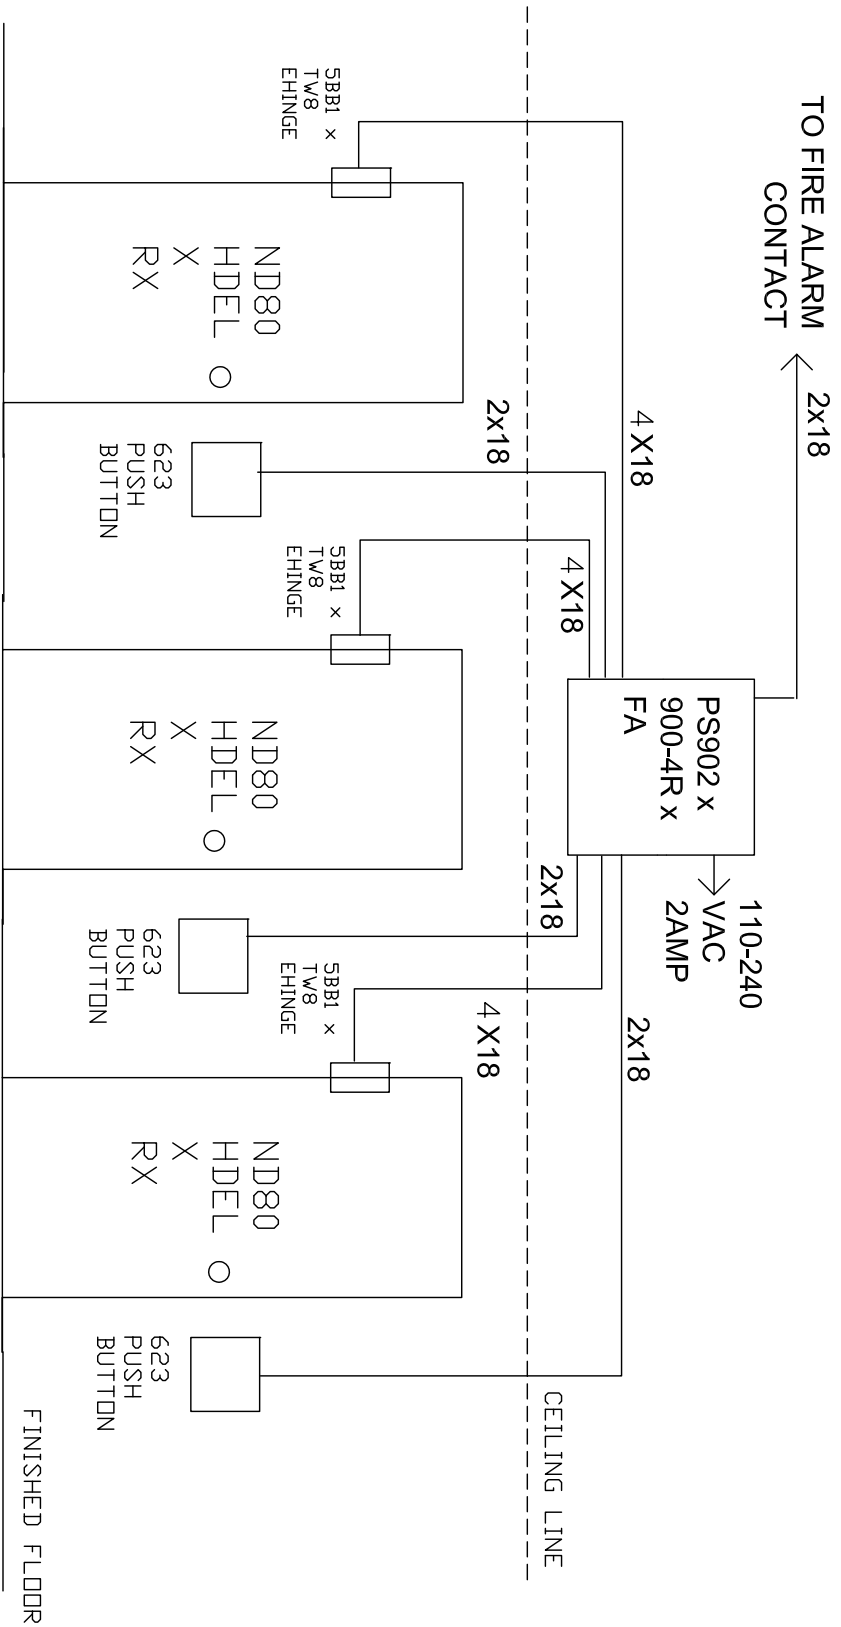 TO FIRE ALARM
CONTACT
2x18
110-240
VAC
2AMP
PS902 x
900-4R x
FA
4 X18
2x18
4 X18
2x18
4 X18
2x18
CEILING LINE
5BB1 x
TW8
EHINGE
ND80
HDEL
X
RX
623
PUSH
BUTTON
5BB1 x
TW8
EHINGE
ND80
HDEL
X
RX
623
PUSH
BUTTON
5BB1 x
TW8
EHINGE
ND80
HDEL
X
RX
623
PUSH
BUTTON
FINISHED FLOOR